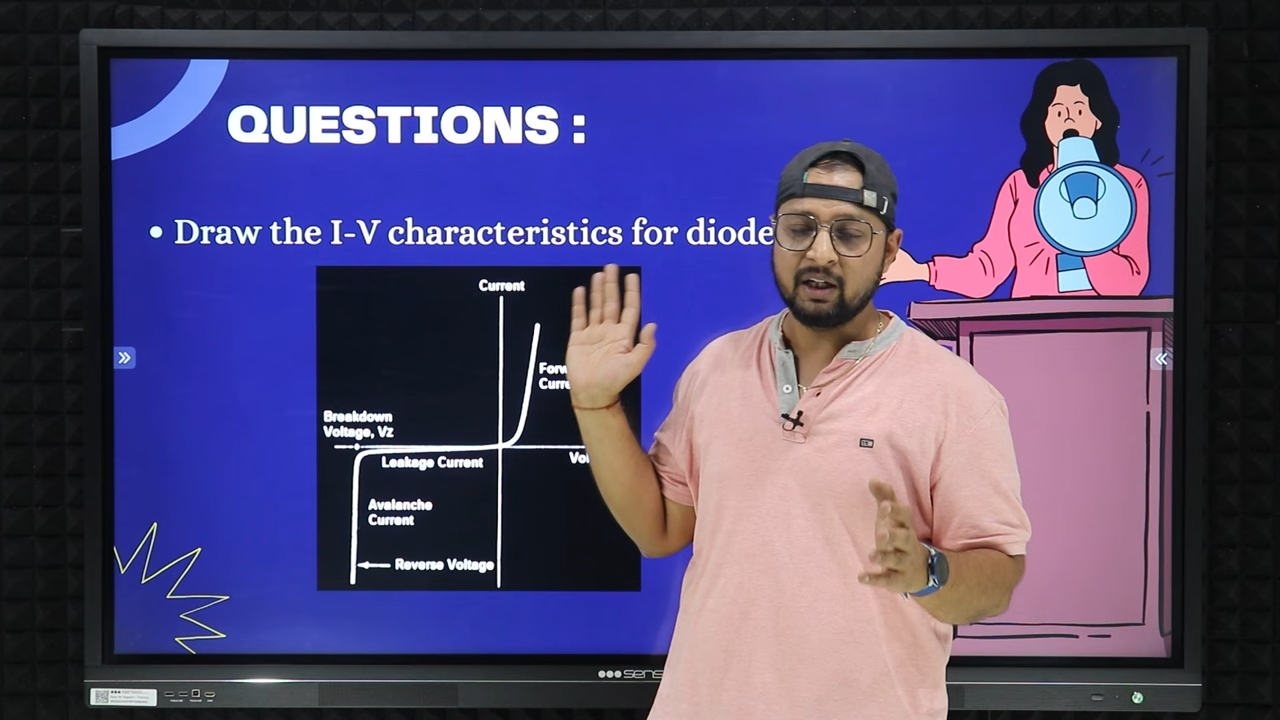 QUESTIONS :
• Draw the I-V characteristics for diode
Current
Breakdown
Voltage, Vz
Leakage Current
Avalanche
Current
Reverse Voltage